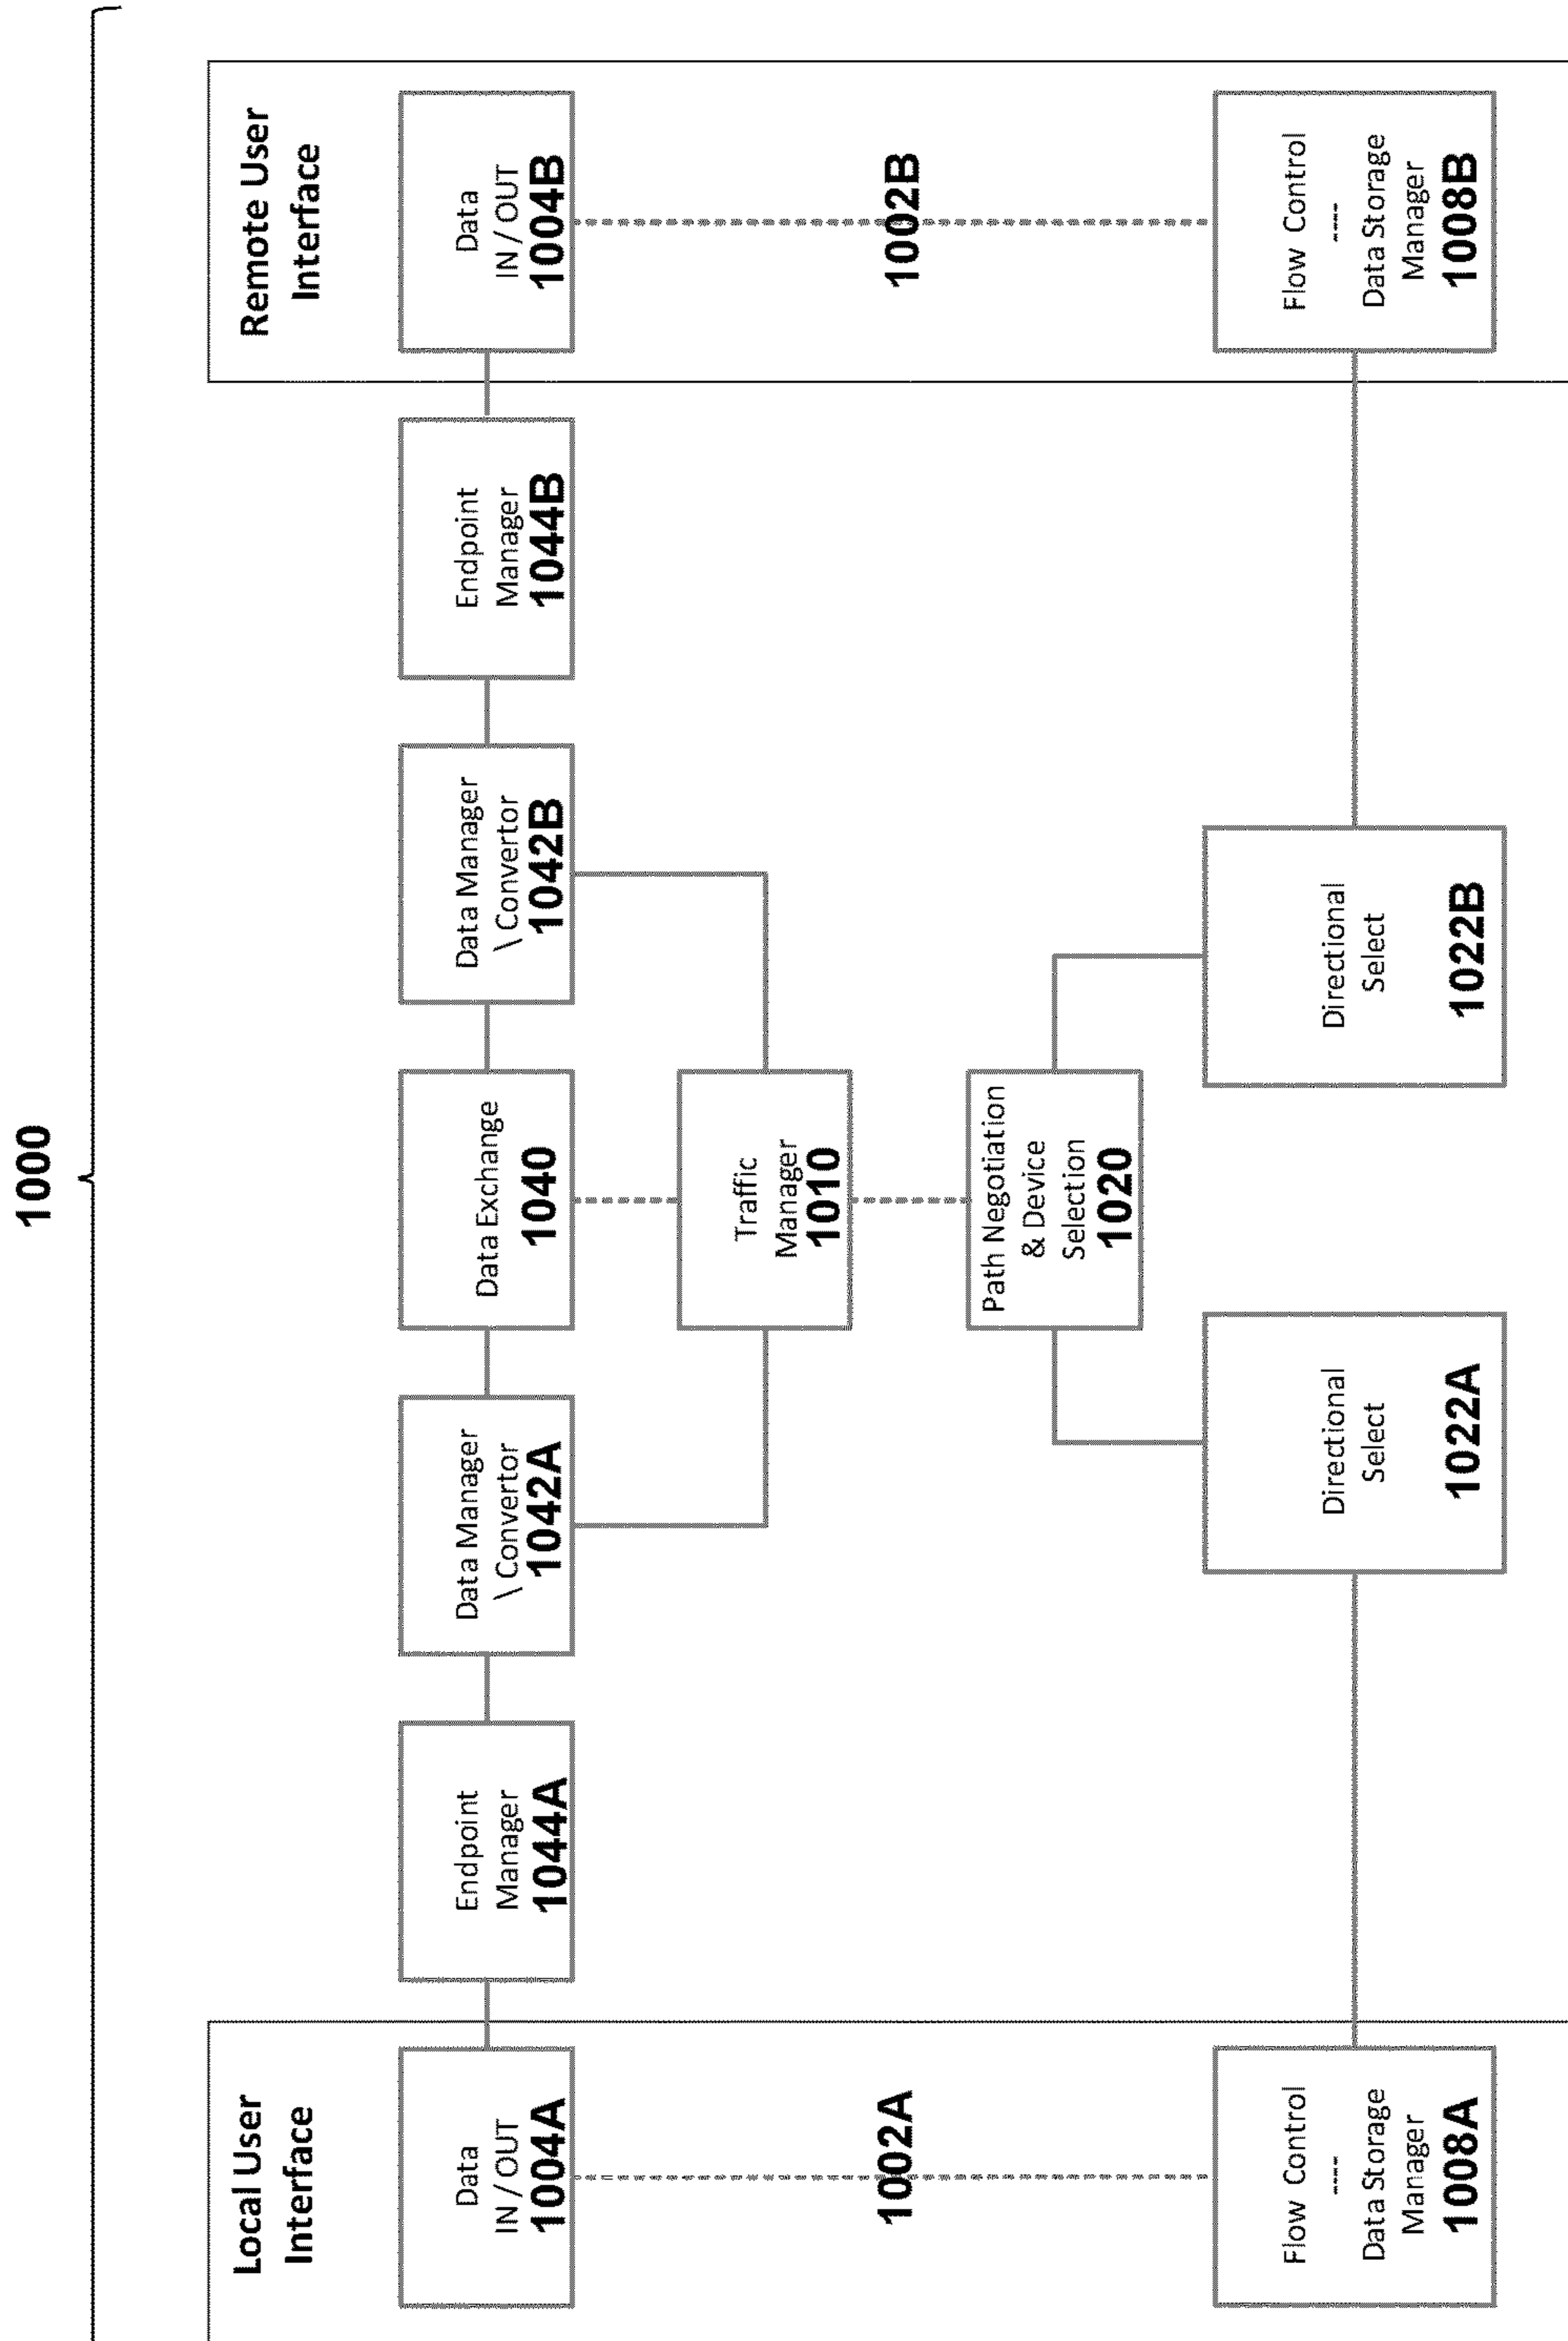 1000
Local User
Interface
Remote User
Interface
Data
IN / OUT
1004A
Endpoint
Manager
1044A
Data Manager
\ Convertor
1042A
Data Exchange
1040
Data Manager
\ Convertor
1042B
Endpoint
Manager
1044B
Data
IN / OUT
1004B
Traffic
Manager
1010
1002A
1002B
Path Negotiation
& Device
Selection
1020
Flow Control
----
Data Storage
Manager
1008A
Directional
Select
1022A
Directional
Select
1022B
Flow Control
----
Data Storage
Manager
1008B